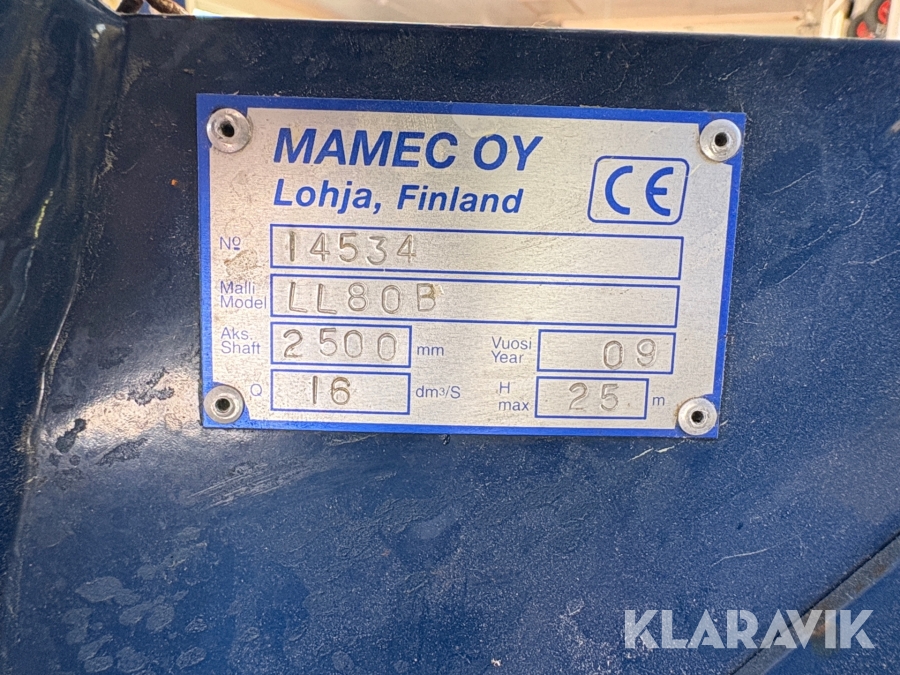 MAMEC OY
Lohja, Finland
CE
Nº 14534
Malli
Model LL80B
Aks.
Shaft 2500 mm
Vuosi
Year 09
Q 16 dm³/S
H
max 25 m
KLARAVIK